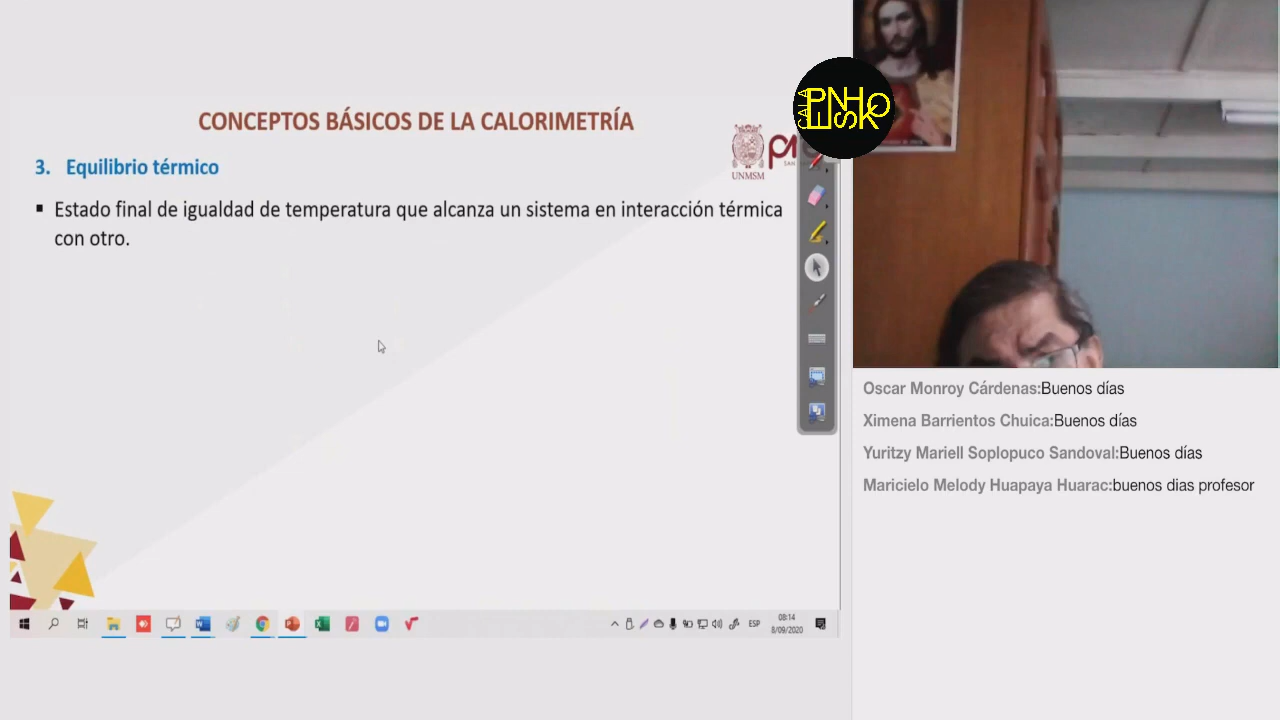 CONCEPTOS BÁSICOS DE LA CALORIMETRÍA
UNMSM
3. Equilibrio térmico
▪ Estado final de igualdad de temperatura que alcanza un sistema en interacción térmica
con otro.
ESP
08:14
8/09/2020
Oscar Monroy Cárdenas:Buenos días
Ximena Barrientos Chuica:Buenos días
Yuritzy Mariell Soplopuco Sandoval:Buenos días
Maricielo Melody Huapaya Huarac:buenos dias profesor